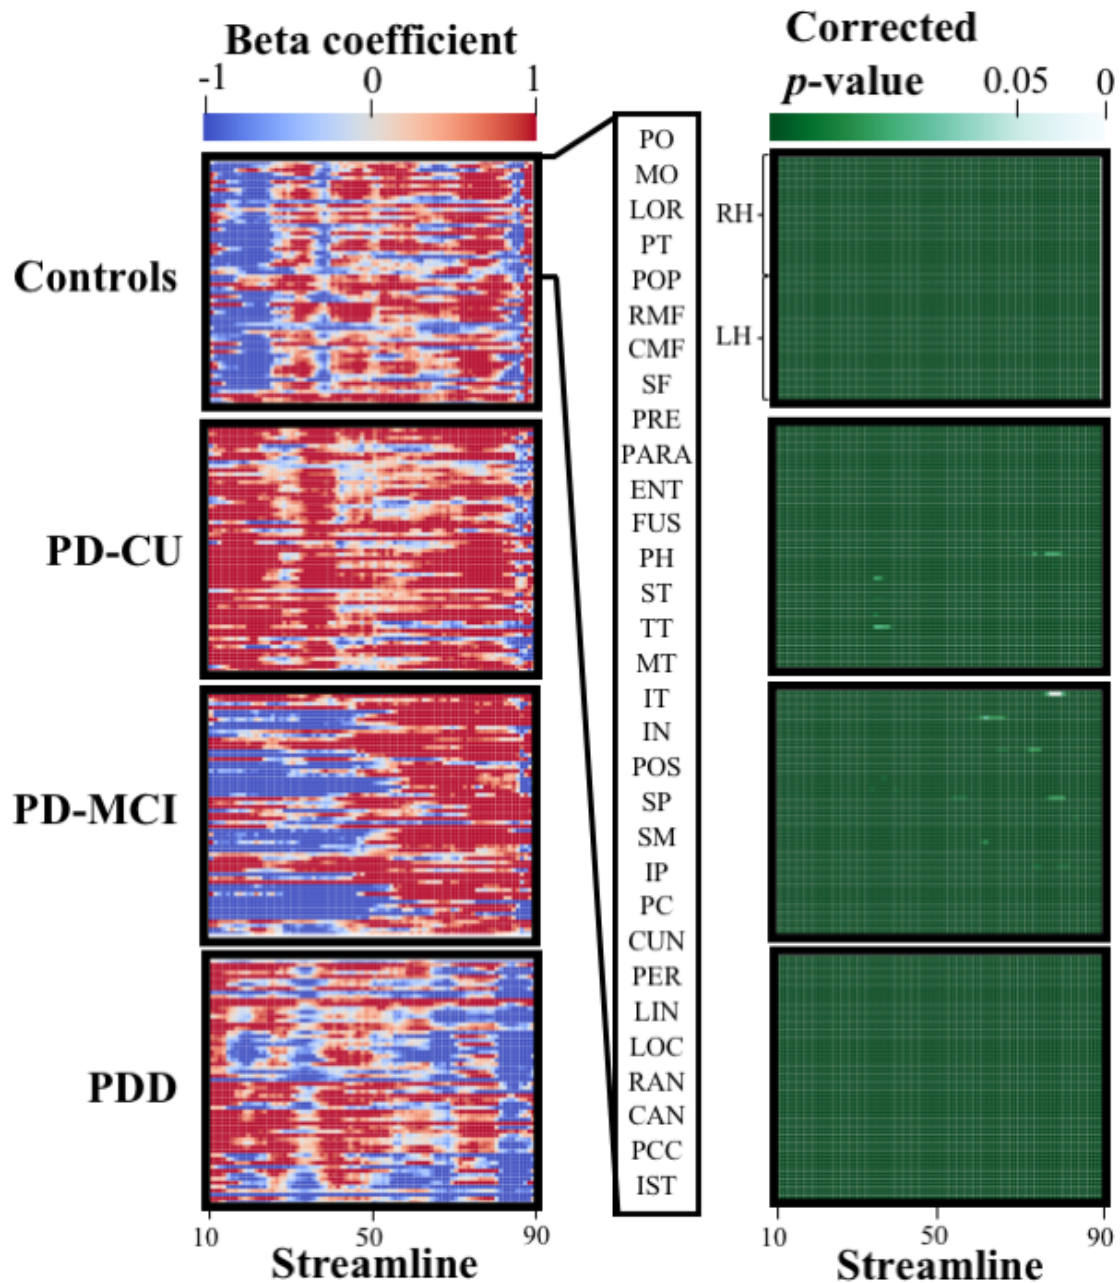 Beta coefficient
-1 0 1
Corrected
p-value 0.05 0
Controls
PD-CU
PD-MCI
PDD
PO
MO
LOR
PT
POP
RMF
CMF
SF
PRE
PARA
ENT
FUS
PH
ST
TT
MT
IT
IN
POS
SP
SM
IP
PC
CUN
PER
LIN
LOC
RAN
CAN
PCC
IST
RH
LH
10 50 90
Streamline
10 50 90
Streamline